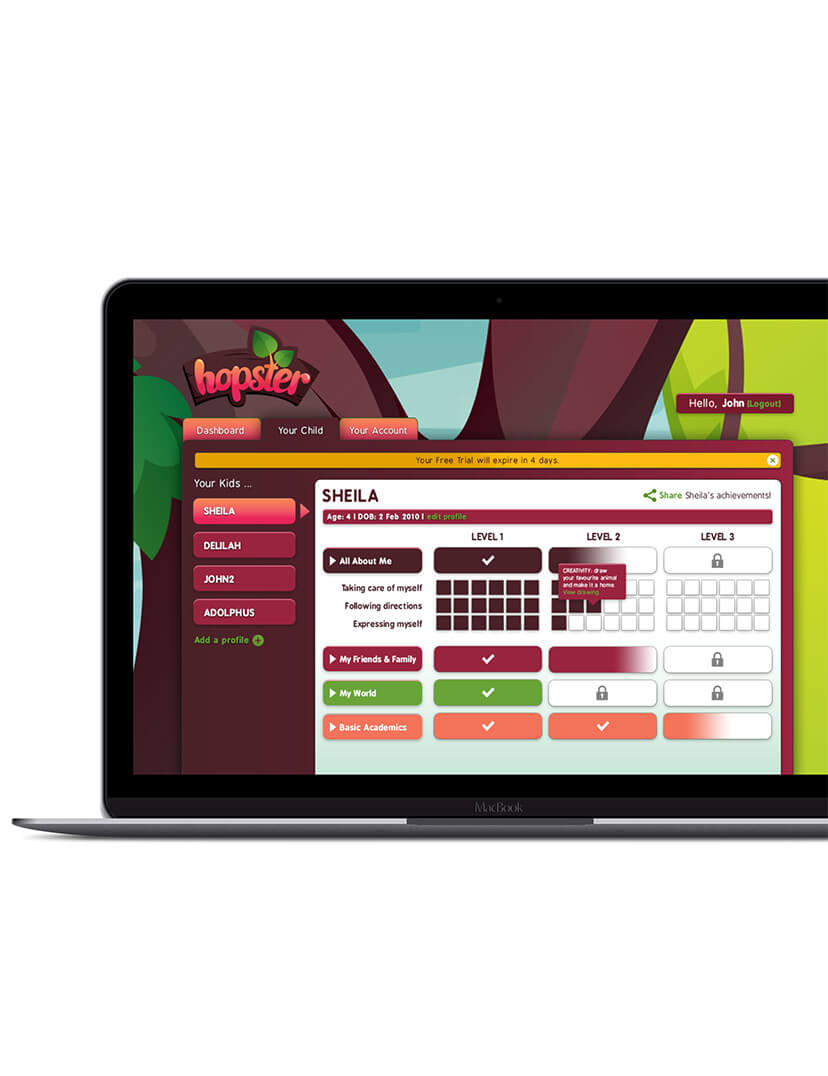 hopster
Hello, John (Logout)
Dashboard
Your Child
Your Account
Your Free Trial will expire in 4 days.
Your Kids ...
SHEILA
DELILAH
JOHN2
ADOLPHUS
Add a profile
SHEILA
Share Sheila's achievements!
Age: 4 | DOB: 2 Feb 2010 | edit profile
LEVEL 1
LEVEL 2
LEVEL 3
All About Me
CREATIVITY: draw
your favourite animal
and make it a home.
View drawing
Taking care of myself
Following directions
Expressing myself
My Friends & Family
My World
Basic Academics
MacBook